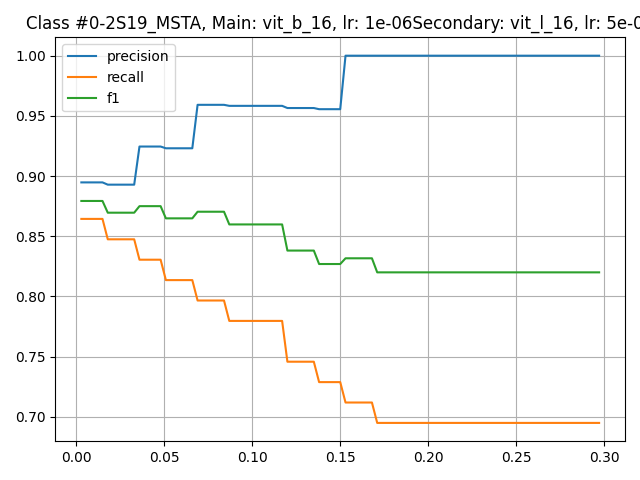 Class #0-2S19_MSTA, Main: vit_b_16, lr: 1e-06Secondary: vit_l_16, lr: 5e-0
precision
recall
f1
1.00
0.95
0.90
0.85
0.80
0.75
0.70
0.00 0.05 0.10 0.15 0.20 0.25 0.30